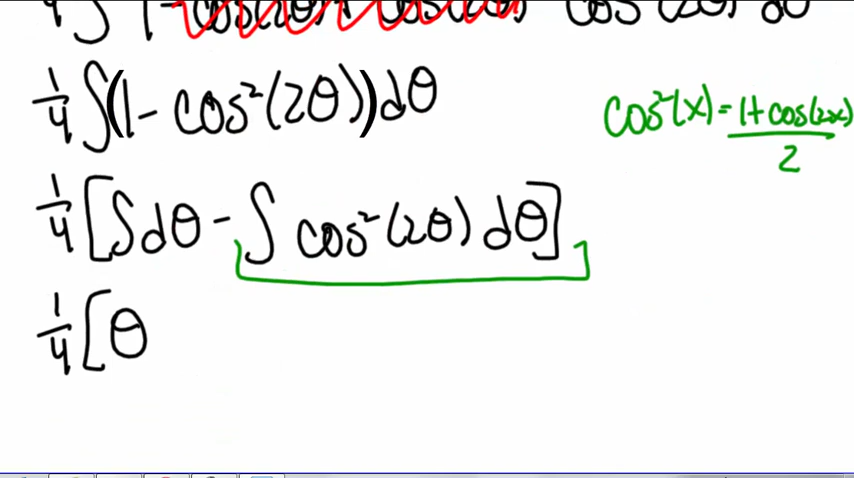 1/4 ∫(1 - cos²(2θ))dθ
cos²(x) = (1 + cos(2x))/2
1/4 [∫dθ - ∫ cos²(2θ) dθ]
1/4 [θ